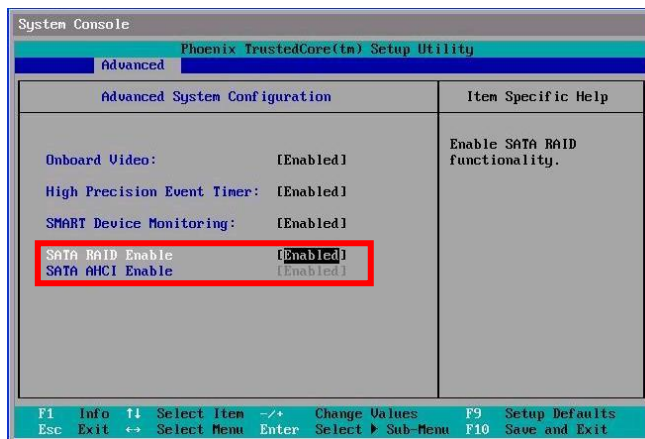 System Console
Phoenix TrustedCore(tm) Setup Utility
Advanced
Advanced System Configuration
Item Specific Help
Onboard Video: [Enabled]
High Precision Event Timer: [Enabled]
SMART Device Monitoring: [Enabled]
SATA RAID Enable [Enabled]
SATA AHCI Enable [Enabled]
Enable SATA RAID
functionality.
F1 Info ↑↓ Select Item -/+ Change Values F9 Setup Defaults
Esc Exit ↔ Select Menu Enter Select ▶ Sub-Menu F10 Save and Exit